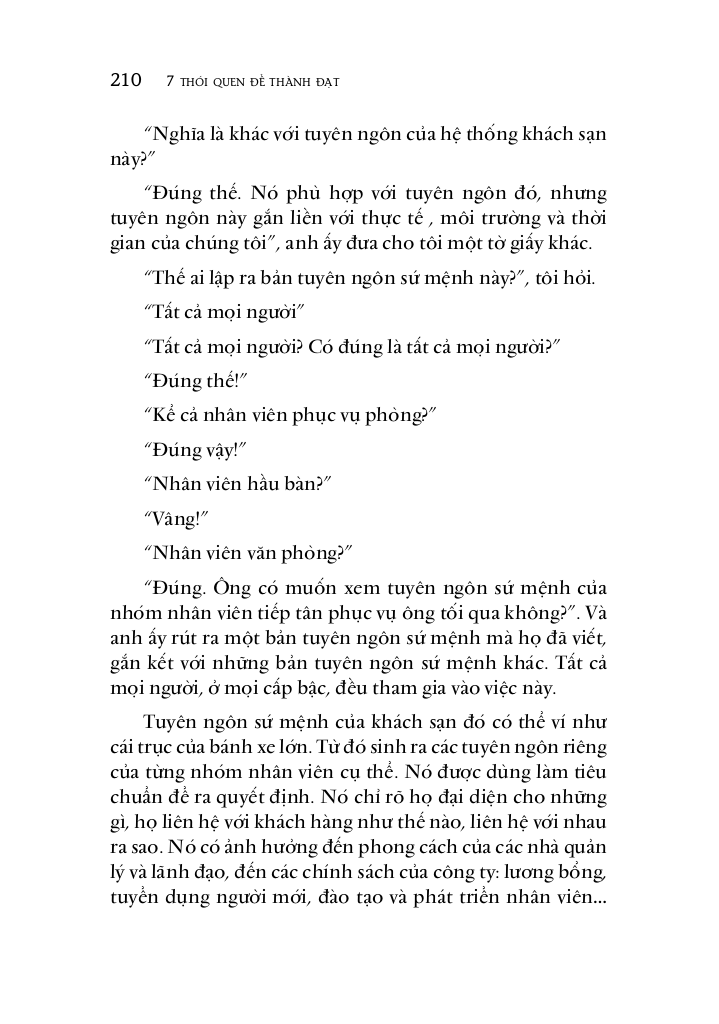 210 7 THÓI QUEN ĐỂ THÀNH ĐẠT
“Nghĩa là khác với tuyên ngôn của hệ thống khách sạn
này?”
“Đúng thế. Nó phù hợp với tuyên ngôn đó, nhưng
tuyên ngôn này gắn liền với thực tế , môi trường và thời
gian của chúng tôi”, anh ấy đưa cho tôi một tờ giấy khác.
“Thế ai lập ra bản tuyên ngôn sứ mệnh này?”, tôi hỏi.
“Tất cả mọi người”
“Tất cả mọi người? Có đúng là tất cả mọi người?”
“Đúng thế!”
“Kể cả nhân viên phục vụ phòng?”
“Đúng vậy!”
“Nhân viên hầu bàn?”
“Vâng!”
“Nhân viên văn phòng?”
“Đúng. Ông có muốn xem tuyên ngôn sứ mệnh của
nhóm nhân viên tiếp tân phục vụ ông tối qua không?”. Và
anh ấy rút ra một bản tuyên ngôn sứ mệnh mà họ đã viết,
gắn kết với những bản tuyên ngôn sứ mệnh khác. Tất cả
mọi người, ở mọi cấp bậc, đều tham gia vào việc này.
Tuyên ngôn sứ mệnh của khách sạn đó có thể ví như
cái trục của bánh xe lớn. Từ đó sinh ra các tuyên ngôn riêng
của từng nhóm nhân viên cụ thể. Nó được dùng làm tiêu
chuẩn để ra quyết định. Nó chỉ rõ họ đại diện cho những
gì, họ liên hệ với khách hàng như thế nào, liên hệ với nhau
ra sao. Nó có ảnh hưởng đến phong cách của các nhà quản
lý và lãnh đạo, đến các chính sách của công ty: lương bổng,
tuyển dụng người mới, đào tạo và phát triển nhân viên...